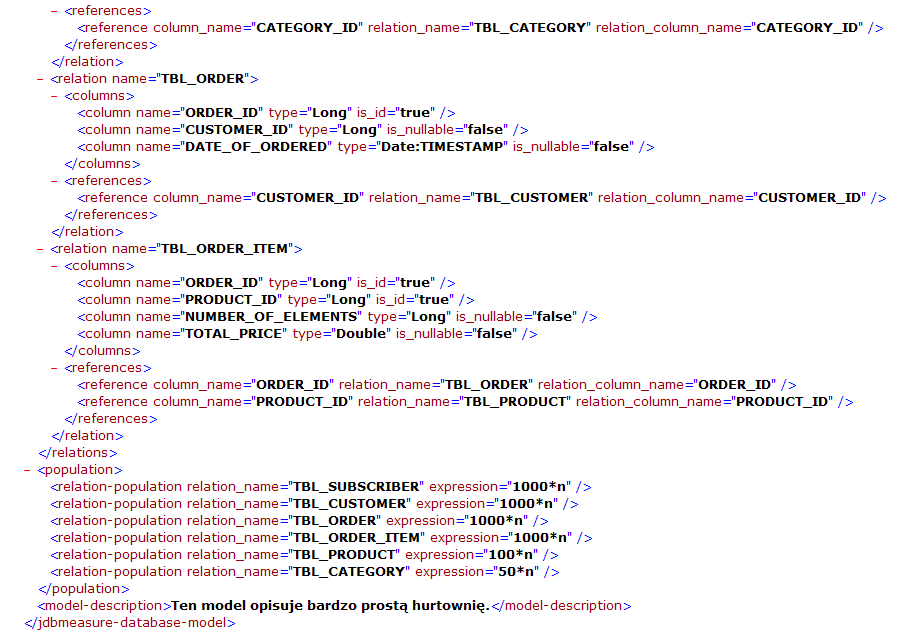 − <references>
<reference column_name="CATEGORY_ID" relation_name="TBL_CATEGORY" relation_column_name="CATEGORY_ID" />
</references>
</relation>
− <relation name="TBL_ORDER">
− <columns>
<column name="ORDER_ID" type="Long" is_id="true" />
<column name="CUSTOMER_ID" type="Long" is_nullable="false" />
<column name="DATE_OF_ORDERED" type="Date:TIMESTAMP" is_nullable="false" />
</columns>
− <references>
<reference column_name="CUSTOMER_ID" relation_name="TBL_CUSTOMER" relation_column_name="CUSTOMER_ID" />
</references>
</relation>
− <relation name="TBL_ORDER_ITEM">
− <columns>
<column name="ORDER_ID" type="Long" is_id="true" />
<column name="PRODUCT_ID" type="Long" is_id="true" />
<column name="NUMBER_OF_ELEMENTS" type="Long" is_nullable="false" />
<column name="TOTAL_PRICE" type="Double" is_nullable="false" />
</columns>
− <references>
<reference column_name="ORDER_ID" relation_name="TBL_ORDER" relation_column_name="ORDER_ID" />
<reference column_name="PRODUCT_ID" relation_name="TBL_PRODUCT" relation_column_name="PRODUCT_ID" />
</references>
</relation>
</relations>
− <population>
<relation-population relation_name="TBL_SUBSCRIBER" expression="1000*n" />
<relation-population relation_name="TBL_CUSTOMER" expression="1000*n" />
<relation-population relation_name="TBL_ORDER" expression="1000*n" />
<relation-population relation_name="TBL_ORDER_ITEM" expression="1000*n" />
<relation-population relation_name="TBL_PRODUCT" expression="100*n" />
<relation-population relation_name="TBL_CATEGORY" expression="50*n" />
</population>
<model-description>Ten model opisuje bardzo prostą hurtownię.</model-description>
</jdbmeasure-database-model>